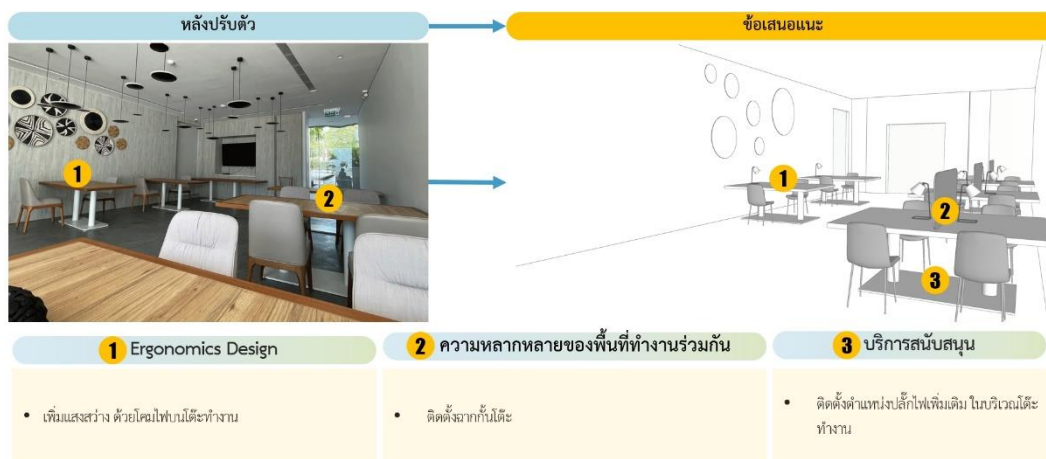 หลังปรับตัว
ข้อเสนอแนะ
1
2
1
2
3
1 Ergonomics Design
2 ความหลากหลายของพื้นที่ทำงานร่วมกัน
3 บริการสนับสนุน
• เพิ่มแสงสว่าง ด้วยโคมไฟบนโต๊ะทำงาน
• ติดตั้งฉากกั้นโต๊ะ
• ติดตั้งตำแหน่งปลั๊กไฟเพิ่มเติม ในบริเวณโต๊ะ
ทำงาน